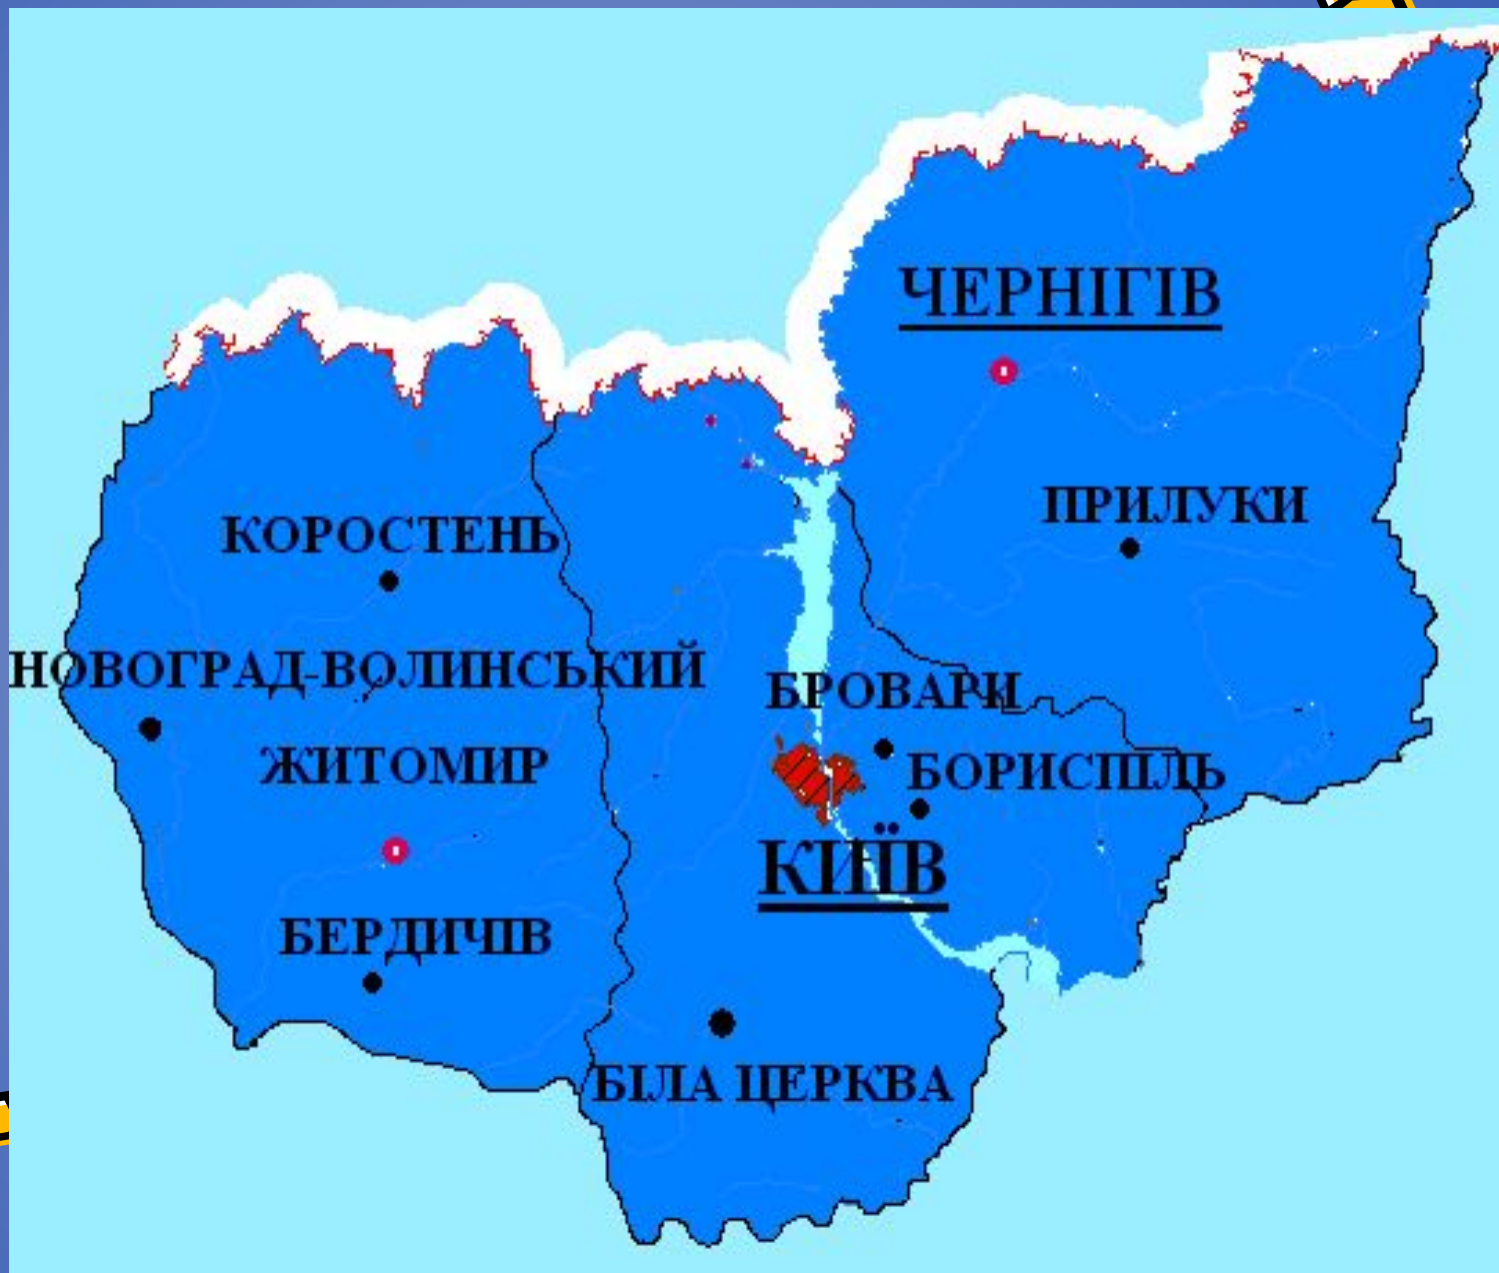 ЧЕРНІГІВ
ПРИЛУКИ
КОРОСТЕНЬ
НОВОГРАД-ВОЛИНСЬКИЙ
БРОВАРИ
ЖИТОМИР
БОРИСПІЛЬ
КИЇВ
БЕРДИЧІВ
БІЛА ЦЕРКВА